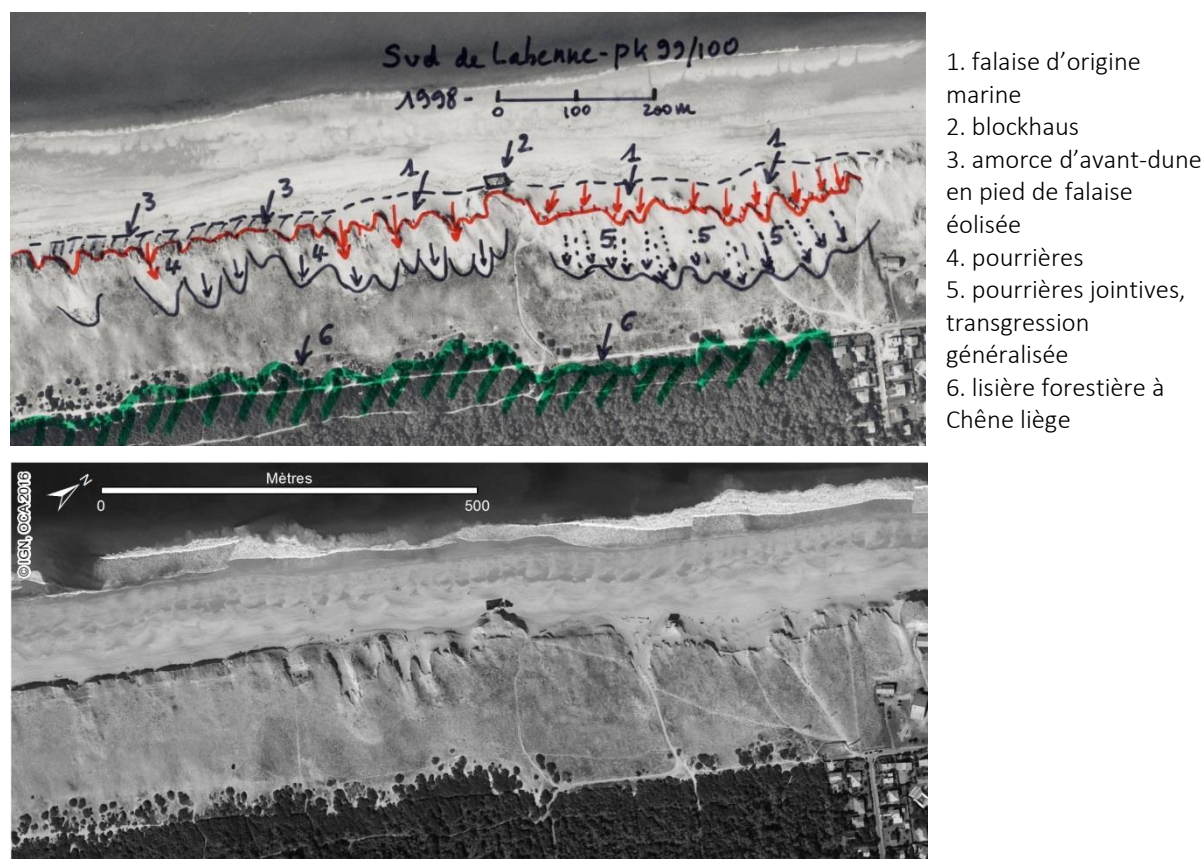 Sud de Labenne - pk 99/100
1998 -
0 100 200m
3 3 1 2 1 1
4 4 5 5 5
6 6
1. falaise d'origine
marine
2. blockhaus
3. amorce d'avant-dune
en pied de falaise
éolisée
4. pourrières
5. pourrières jointives,
transgression
généralisée
6. lisière forestière à
Chêne liège
© IGN, OCA2016
N
Mètres
0 500